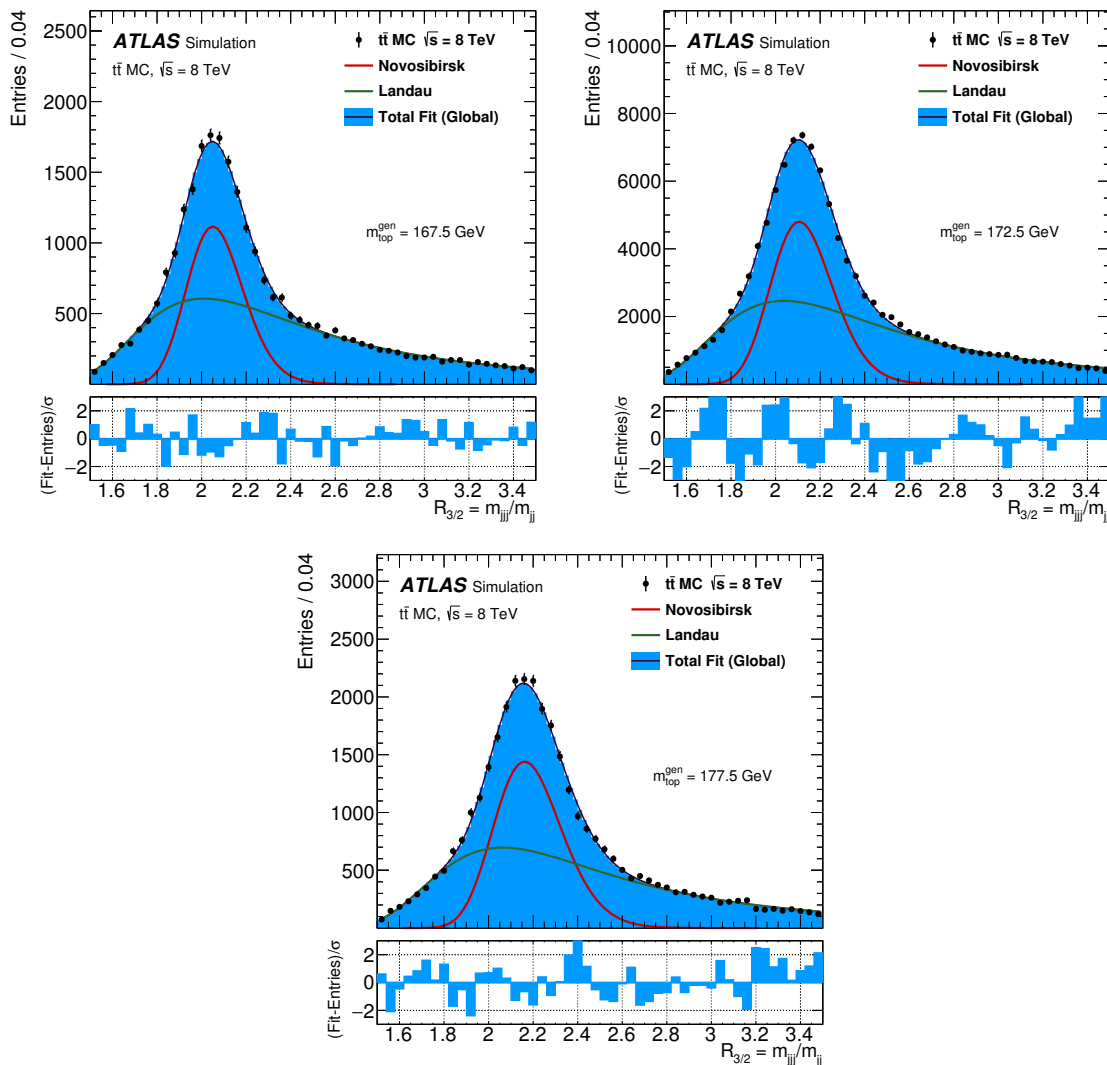 Entries / 0.04
2500
2000
1500
1000
500
ATLAS Simulation
tt̄ MC, √s = 8 TeV
tt̄ MC √s = 8 TeV
Novosibirsk
Landau
Total Fit (Global)
m_top^gen = 167.5 GeV
(Fit-Entries)/σ
2
0
−2
1.6 1.8 2 2.2 2.4 2.6 2.8 3 3.2 3.4
R_3/2 = m_jjj/m_jj
Entries / 0.04
10000
8000
6000
4000
2000
ATLAS Simulation
tt̄ MC, √s = 8 TeV
tt̄ MC √s = 8 TeV
Novosibirsk
Landau
Total Fit (Global)
m_top^gen = 172.5 GeV
(Fit-Entries)/σ
2
0
−2
1.6 1.8 2 2.2 2.4 2.6 2.8 3 3.2 3.4
R_3/2 = m_jjj/m_jj
Entries / 0.04
3000
2500
2000
1500
1000
500
ATLAS Simulation
tt̄ MC, √s = 8 TeV
tt̄ MC √s = 8 TeV
Novosibirsk
Landau
Total Fit (Global)
m_top^gen = 177.5 GeV
(Fit-Entries)/σ
2
0
−2
1.6 1.8 2 2.2 2.4 2.6 2.8 3 3.2 3.4
R_3/2 = m_jjj/m_jj